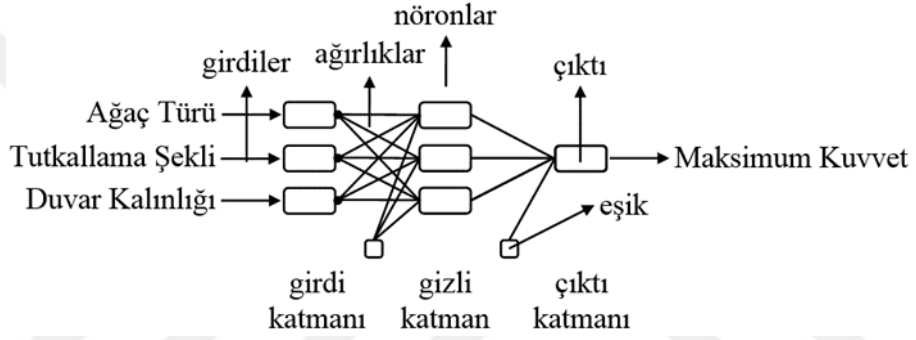 nöronlar
girdiler
ağırlıklar
çıktı
Ağaç Türü
Tutkallama Şekli
Maksimum Kuvvet
Duvar Kalınlığı
eşik
girdi
katmanı
gizli
katman
çıktı
katmanı